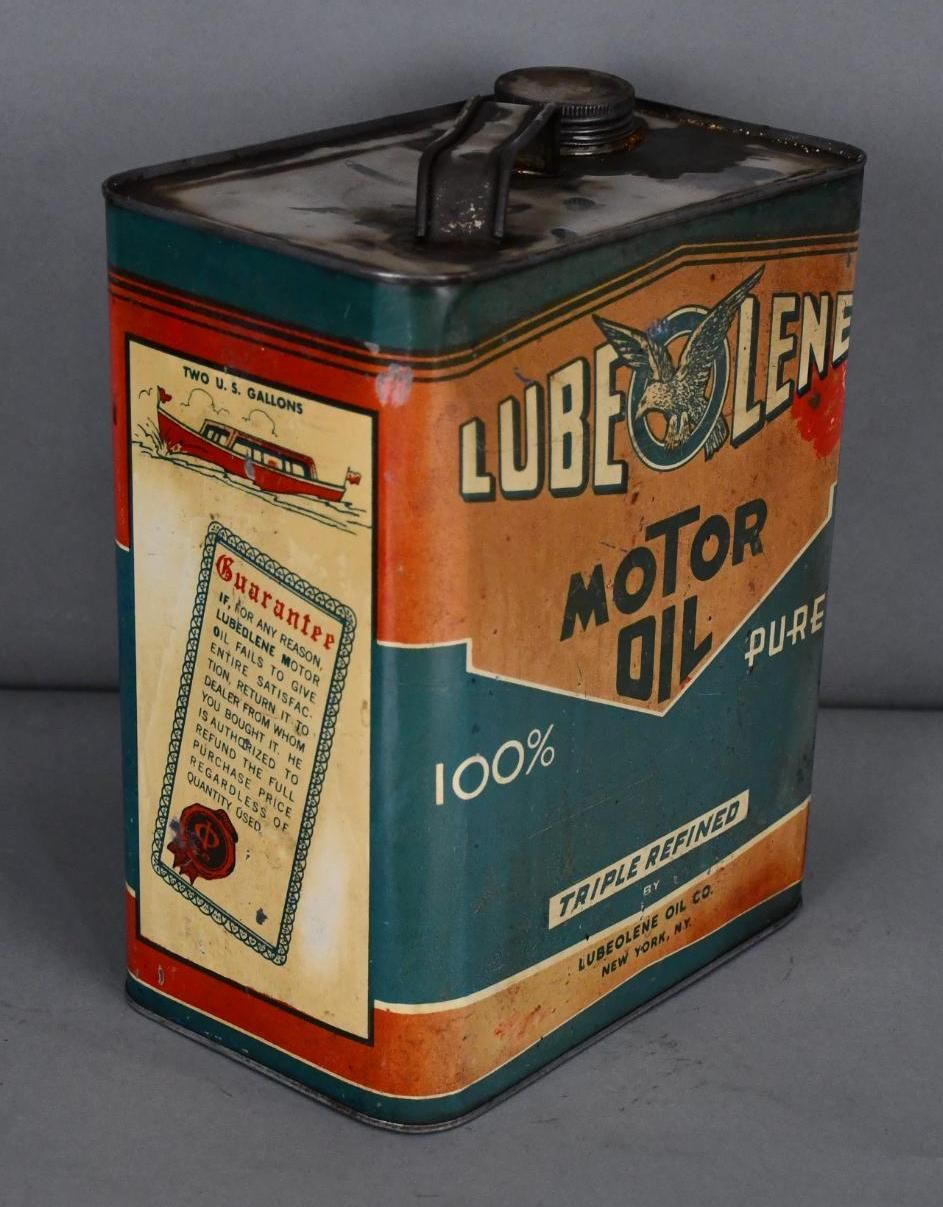 TWO U. S. GALLONS
Guarantee
IF, FOR ANY REASON,
LUBEOLENE MOTOR
OIL FAILS TO GIVE
ENTIRE SATISFAC-
TION, RETURN IT TO
DEALER FROM WHOM
YOU BOUGHT IT. HE
IS AUTHORIZED TO
REFUND THE FULL
PURCHASE PRICE
REGARDLESS OF
QUANTITY USED.
LUBEOLENE
MOTOR
OIL
100%
PURE
TRIPLE REFINED
BY
LUBEOLENE OIL CO.
NEW YORK, N.Y.